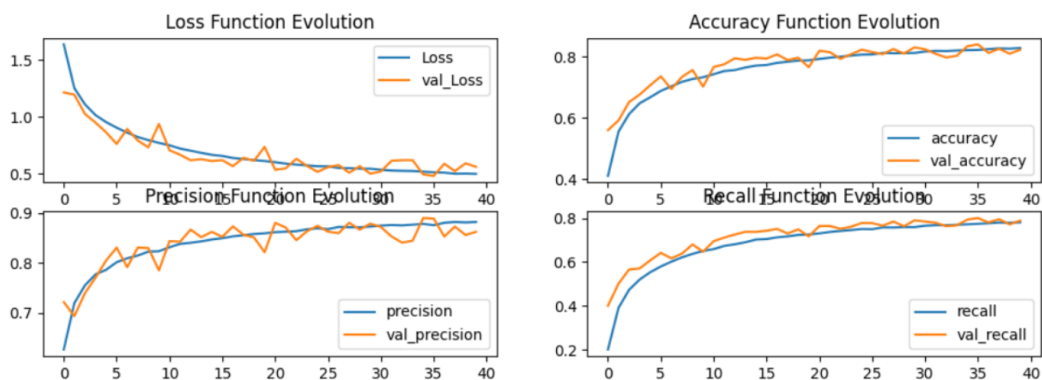 Loss Function Evolution
1.5
1.0
0.5
Loss
val_Loss
0 5 10 15 20 25 30 35 40
Accuracy Function Evolution
0.8
0.6
0.4
accuracy
val_accuracy
0 5 10 15 20 25 30 35 40
Precision Function Evolution
0.9
0.8
0.7
precision
val_precision
0 5 10 15 20 25 30 35 40
Recall Function Evolution
0.8
0.6
0.4
0.2
recall
val_recall
0 5 10 15 20 25 30 35 40